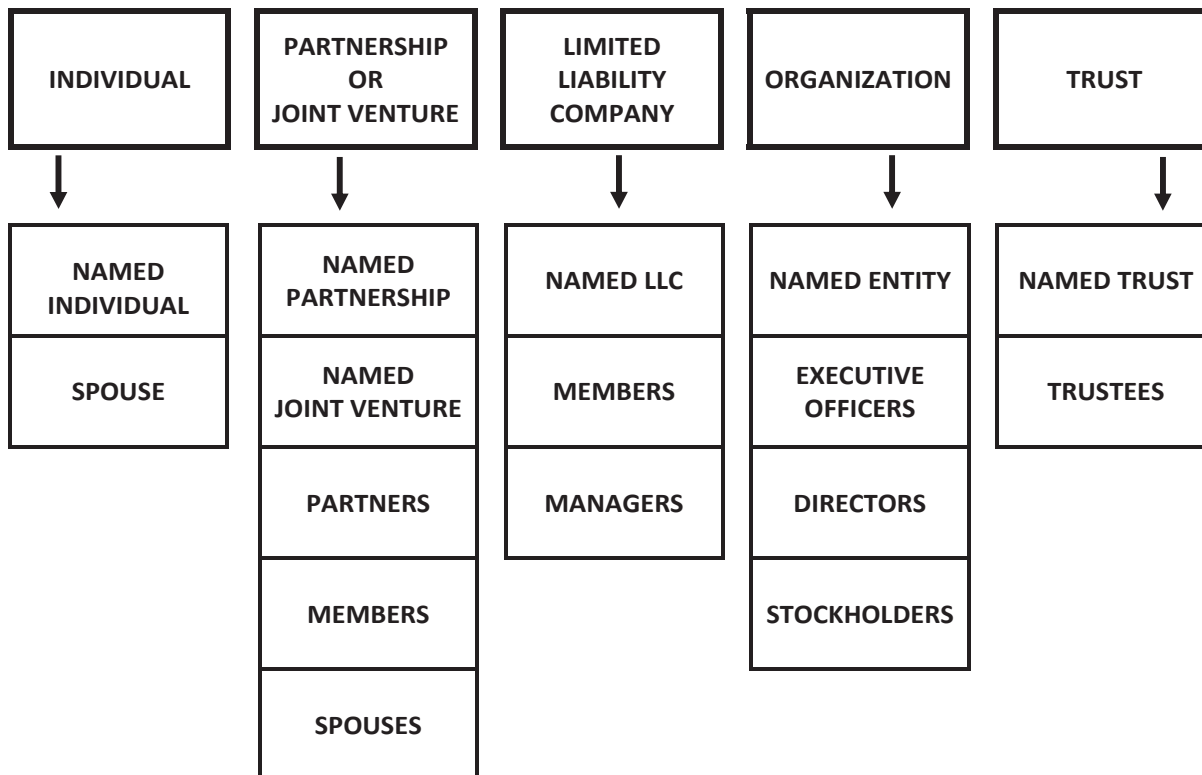 INDIVIDUAL
PARTNERSHIP
OR
JOINT VENTURE
LIMITED
LIABILITY
COMPANY
ORGANIZATION
TRUST
NAMED
INDIVIDUAL
SPOUSE
NAMED
PARTNERSHIP
NAMED
JOINT VENTURE
PARTNERS
MEMBERS
SPOUSES
NAMED LLC
MEMBERS
MANAGERS
NAMED ENTITY
EXECUTIVE
OFFICERS
DIRECTORS
STOCKHOLDERS
NAMED TRUST
TRUSTEES